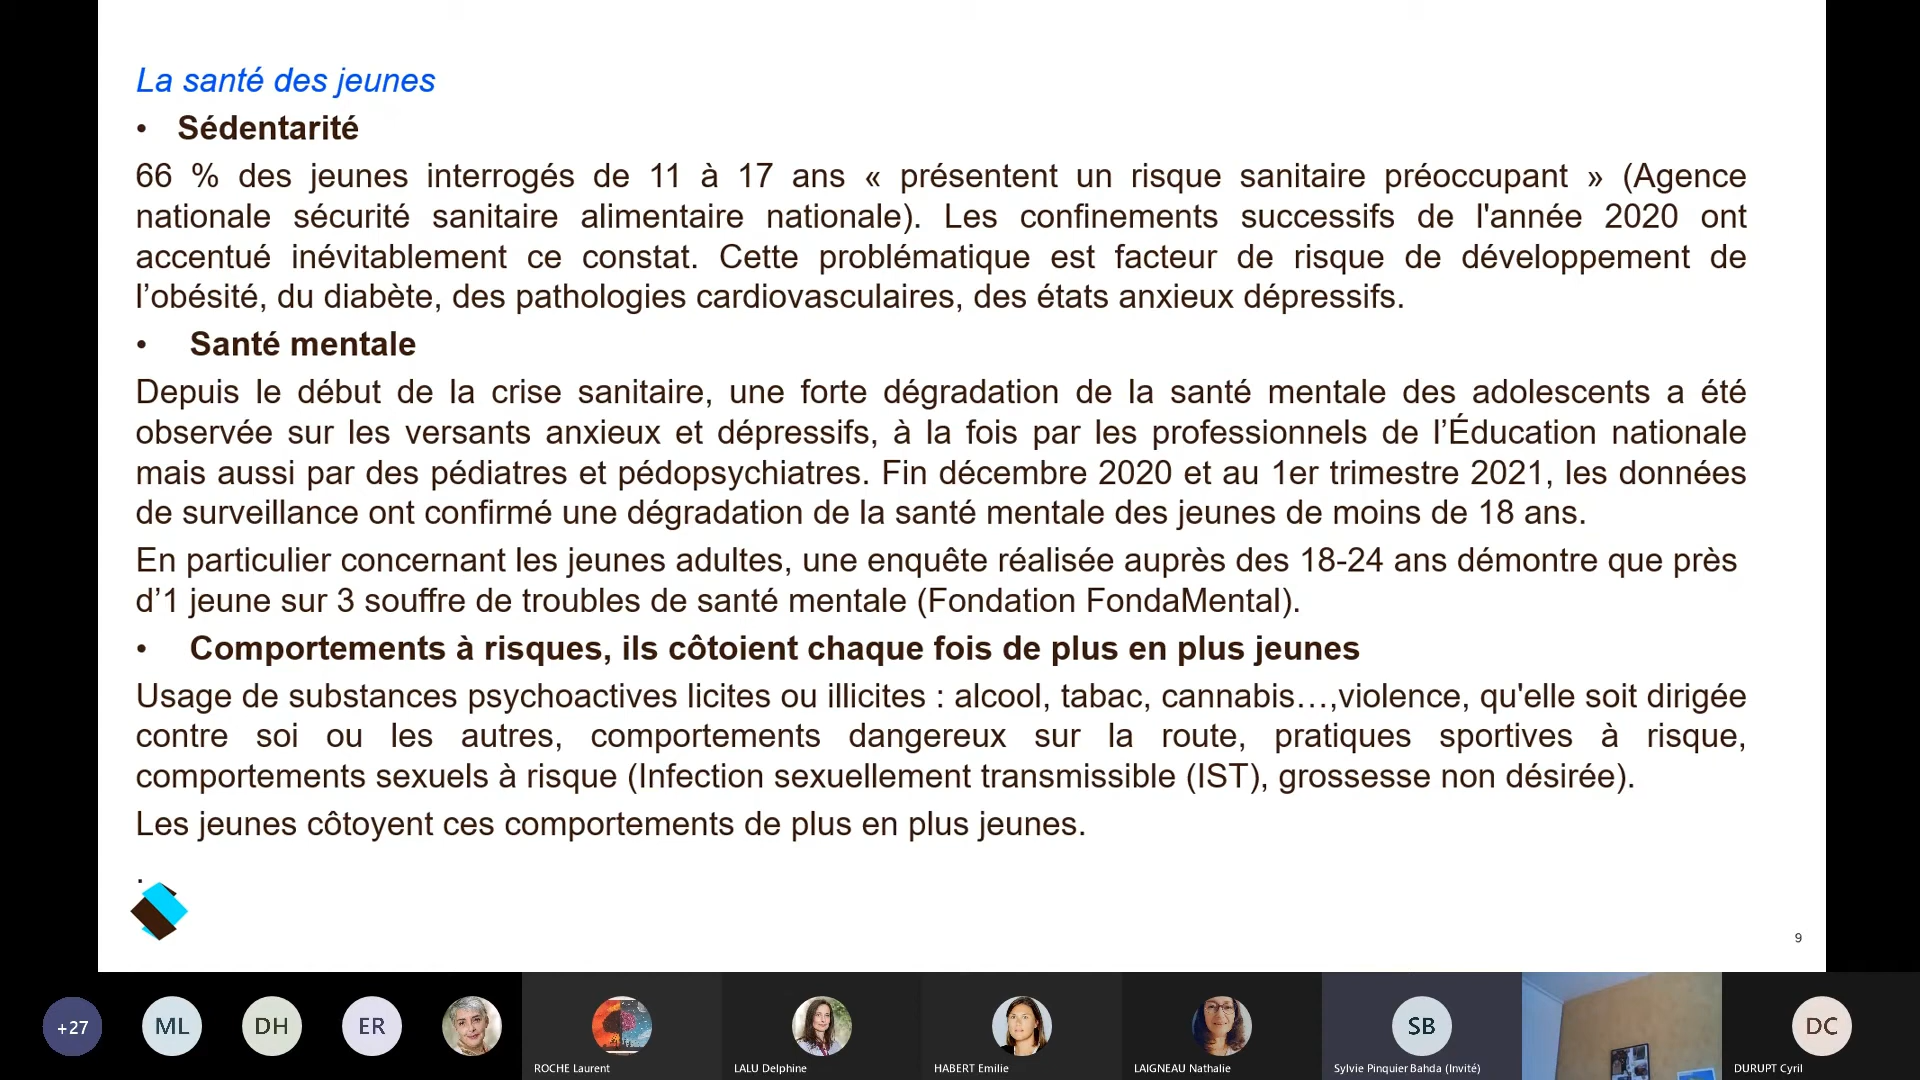 La santé des jeunes
• Sédentarité
66 % des jeunes interrogés de 11 à 17 ans « présentent un risque sanitaire préoccupant » (Agence
nationale sécurité sanitaire alimentaire nationale). Les confinements successifs de l'année 2020 ont
accentué inévitablement ce constat. Cette problématique est facteur de risque de développement de
l’obésité, du diabète, des pathologies cardiovasculaires, des états anxieux dépressifs.
• Santé mentale
Depuis le début de la crise sanitaire, une forte dégradation de la santé mentale des adolescents a été
observée sur les versants anxieux et dépressifs, à la fois par les professionnels de l’Éducation nationale
mais aussi par des pédiatres et pédopsychiatres. Fin décembre 2020 et au 1er trimestre 2021, les données
de surveillance ont confirmé une dégradation de la santé mentale des jeunes de moins de 18 ans.
En particulier concernant les jeunes adultes, une enquête réalisée auprès des 18-24 ans démontre que près
d’1 jeune sur 3 souffre de troubles de santé mentale (Fondation FondaMental).
• Comportements à risques, ils côtoient chaque fois de plus en plus jeunes
Usage de substances psychoactives licites ou illicites : alcool, tabac, cannabis…,violence, qu'elle soit dirigée
contre soi ou les autres, comportements dangereux sur la route, pratiques sportives à risque,
comportements sexuels à risque (Infection sexuellement transmissible (IST), grossesse non désirée).
Les jeunes côtoyent ces comportements de plus en plus jeunes.
.
9
+27 ML DH ER SB DC
ROCHE Laurent LALU Delphine HABERT Emilie LAIGNEAU Nathalie Sylvie Pinquier Bahda (Invité) DURUPT Cyril